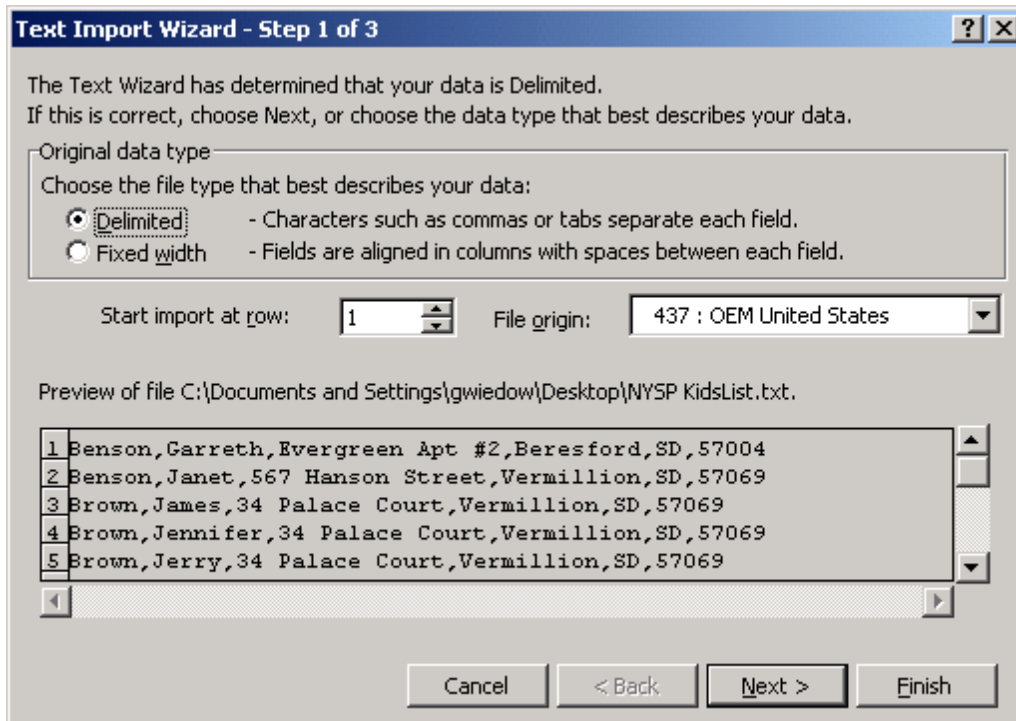 Text Import Wizard - Step 1 of 3
The Text Wizard has determined that your data is Delimited.
If this is correct, choose Next, or choose the data type that best describes your data.
Original data type
Choose the file type that best describes your data:
Delimited - Characters such as commas or tabs separate each field.
Fixed width - Fields are aligned in columns with spaces between each field.
Start import at row: 1 File origin: 437 : OEM United States
Preview of file C:\Documents and Settings\gwiedow\Desktop\NYSP KidsList.txt.
1 Benson,Garreth,Evergreen Apt #2,Beresford,SD,57004
2 Benson,Janet,567 Hanson Street,Vermillion,SD,57069
3 Brown,James,34 Palace Court,Vermillion,SD,57069
4 Brown,Jennifer,34 Palace Court,Vermillion,SD,57069
5 Brown,Jerry,34 Palace Court,Vermillion,SD,57069
Cancel < Back Next > Finish